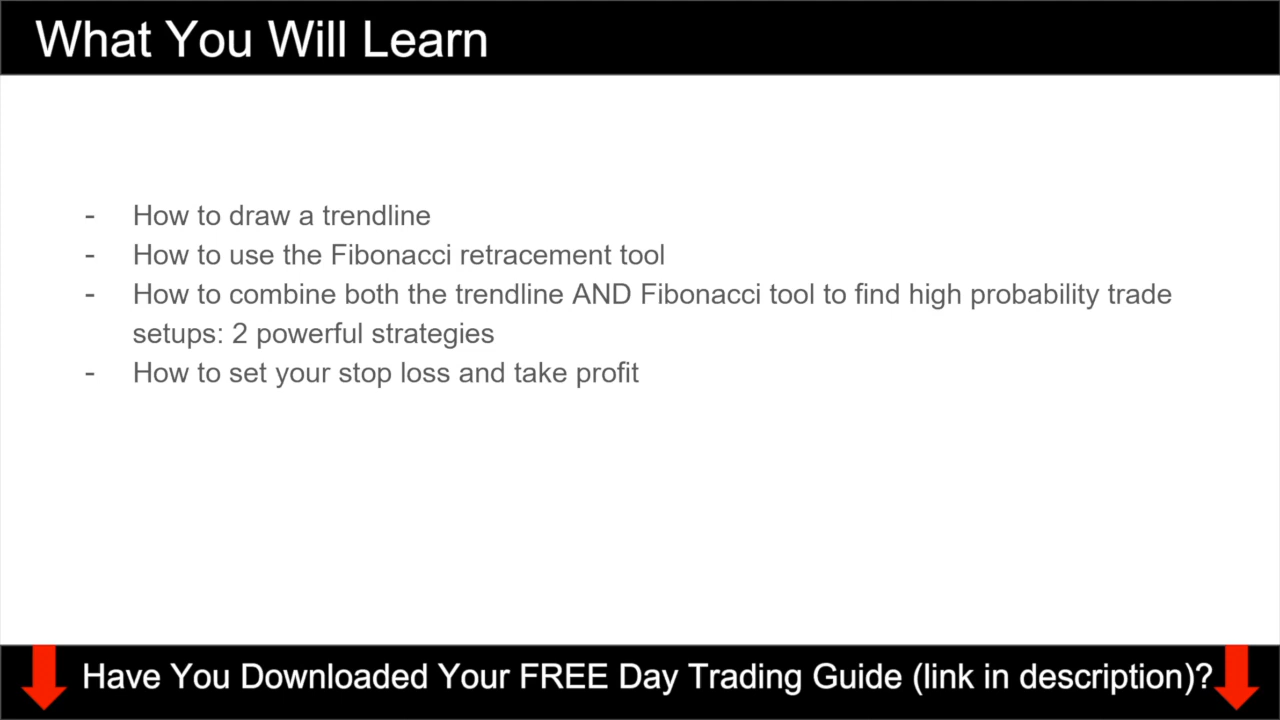 What You Will Learn
- How to draw a trendline
- How to use the Fibonacci retracement tool
- How to combine both the trendline AND Fibonacci tool to find high probability trade
setups: 2 powerful strategies
- How to set your stop loss and take profit
Have You Downloaded Your FREE Day Trading Guide (link in description)?